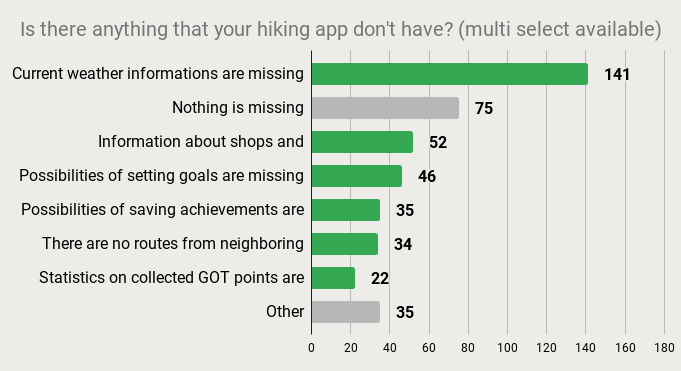 Is there anything that your hiking app don't have? (multi select available)
Current weather informations are missing 141
Nothing is missing 75
Information about shops and 52
Possibilities of setting goals are missing 46
Possibilities of saving achievements are 35
There are no routes from neighboring 34
Statistics on collected GOT points are 22
Other 35
0 20 40 60 80 100 120 140 160 180